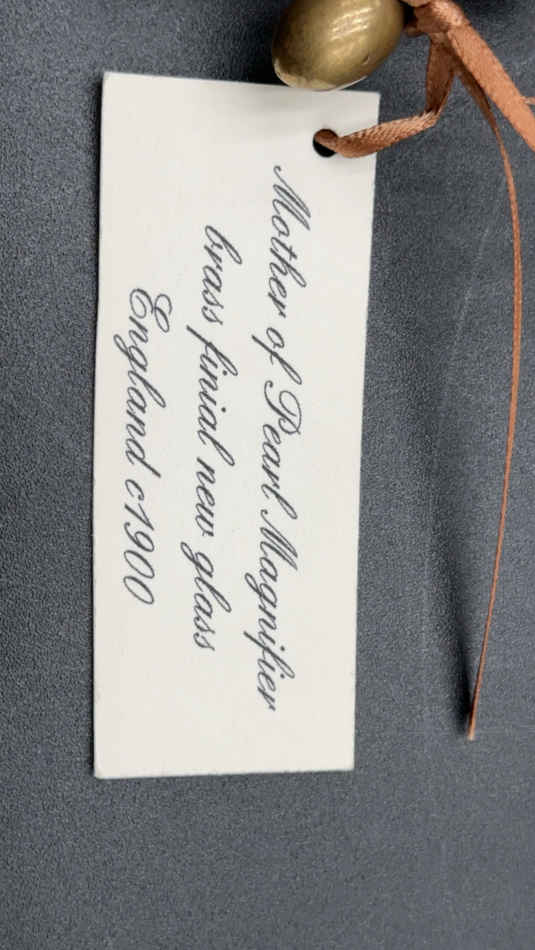 Mother of Pearl Magnifier
brass finial new glass
England c1900